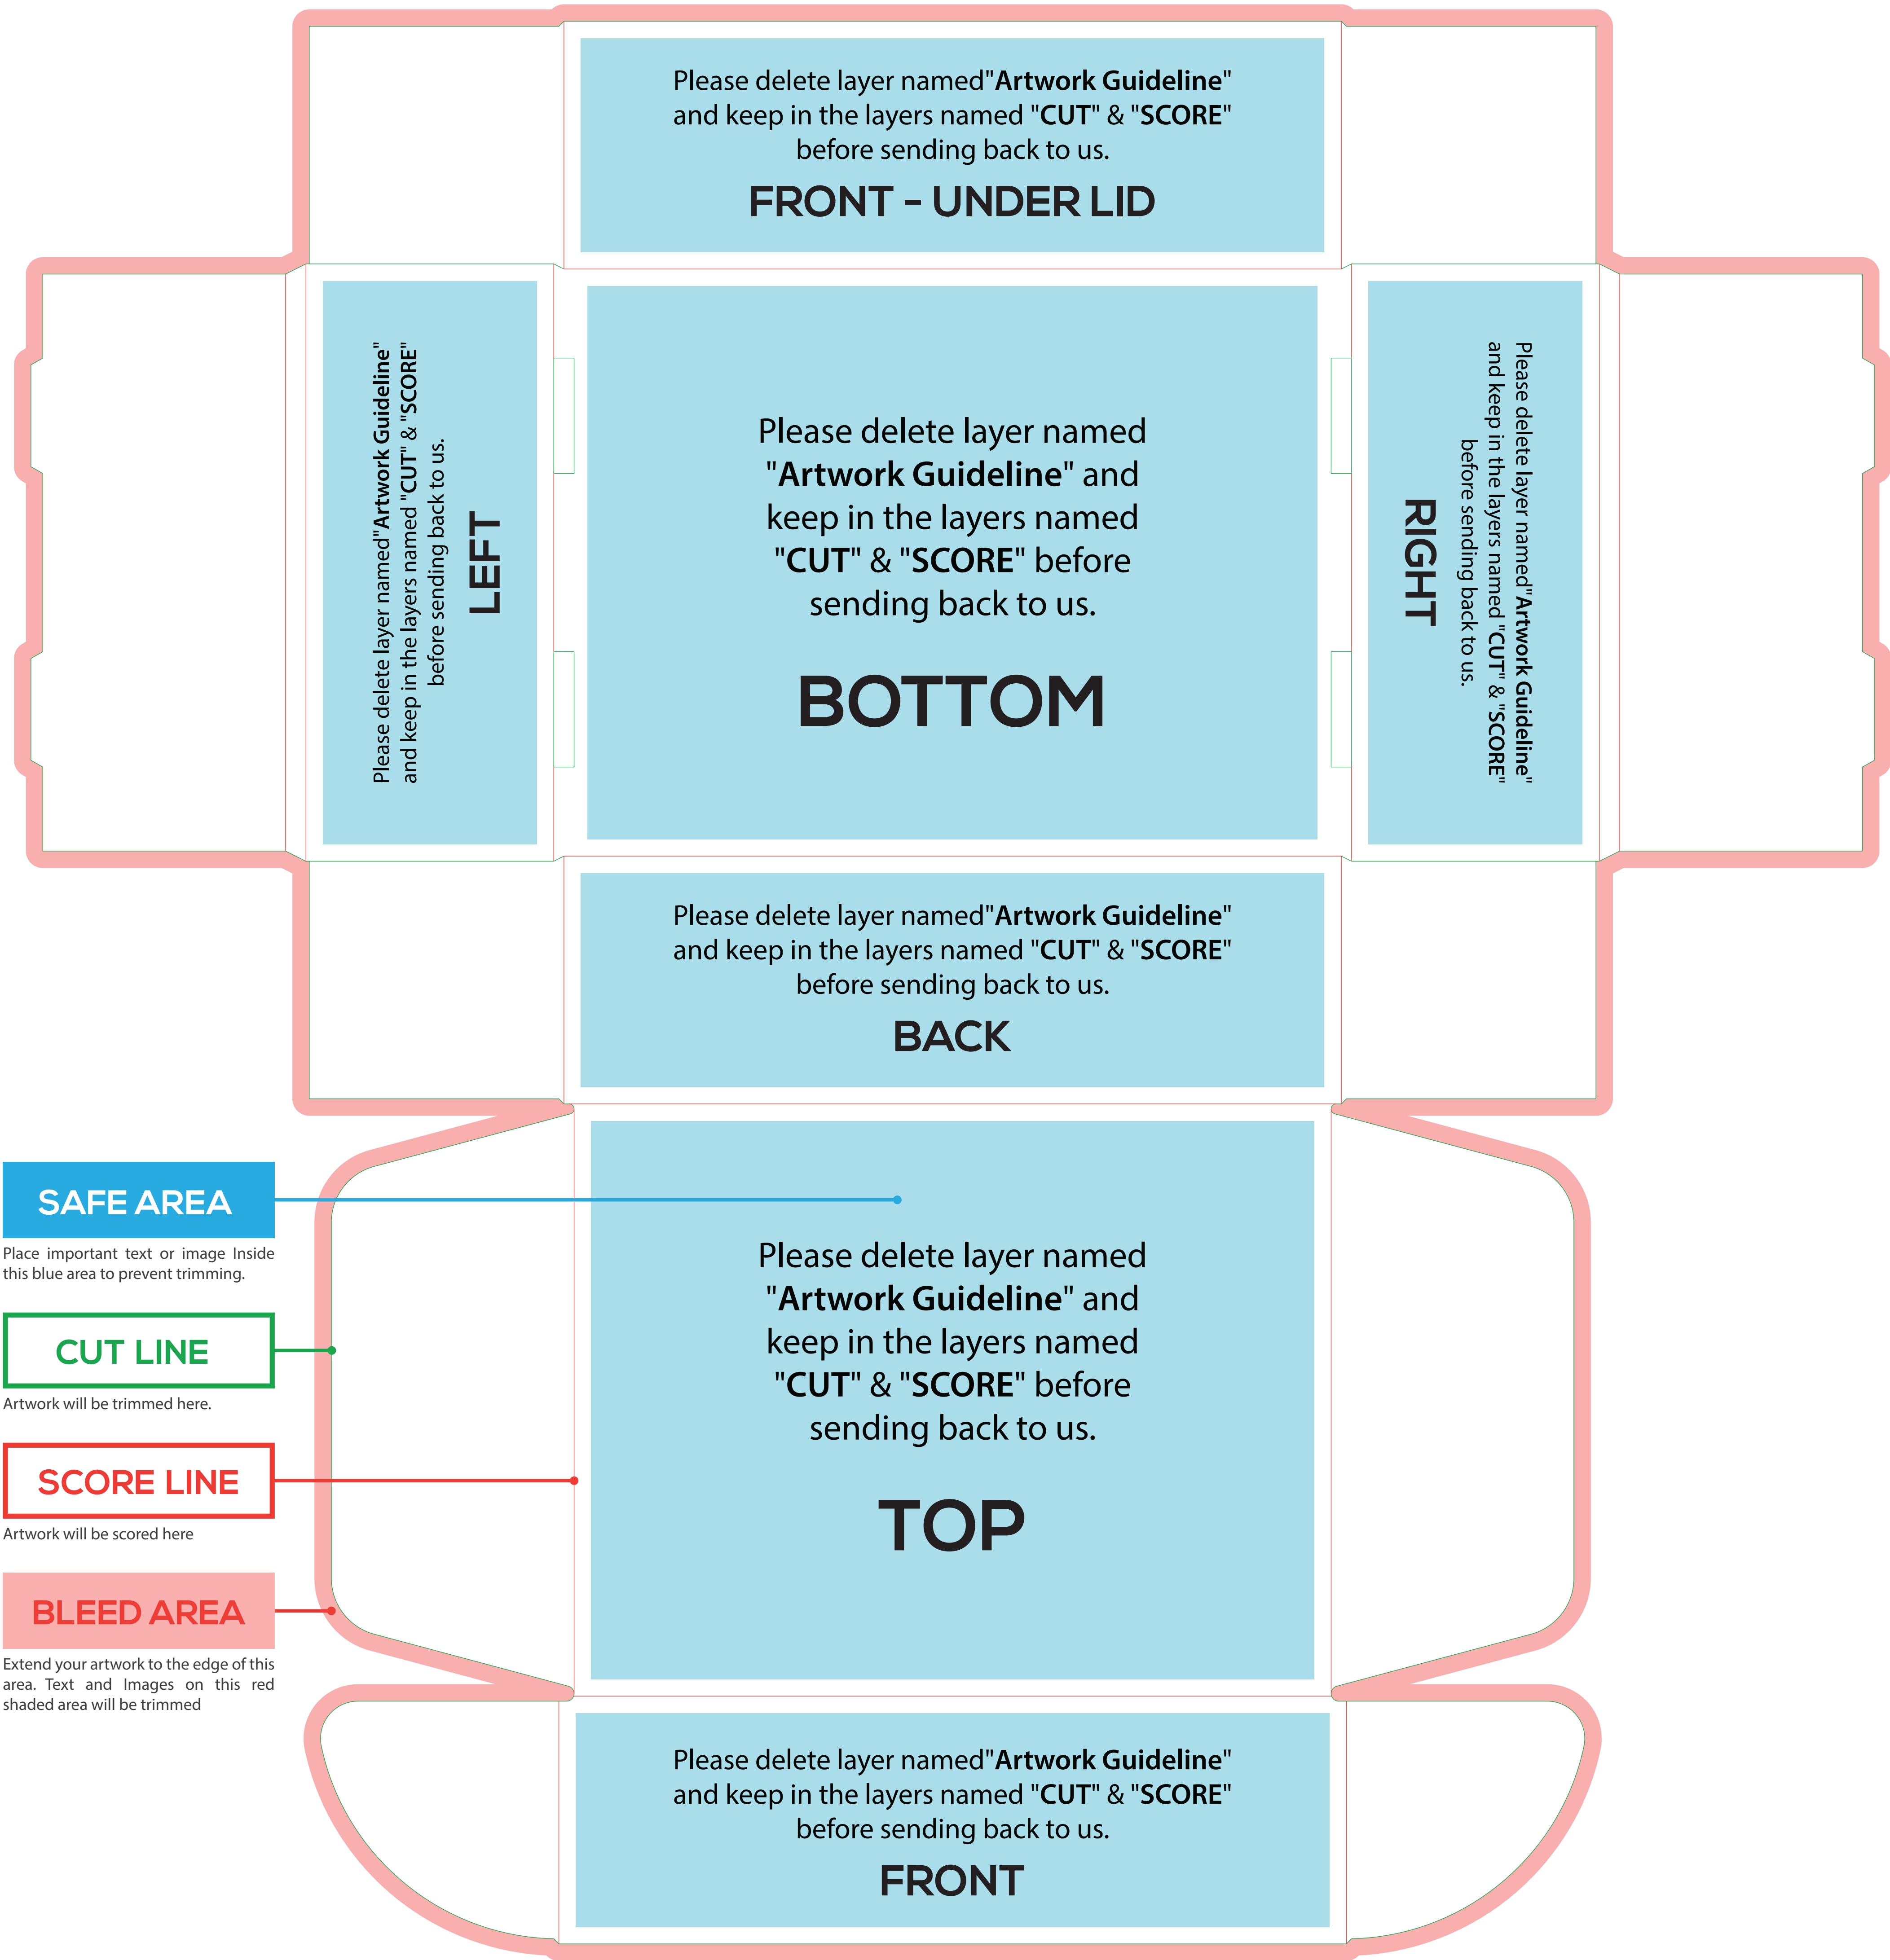 Please delete layer named"Artwork Guideline"
and keep in the layers named "CUT" & "SCORE"
before sending back to us.
FRONT - UNDER LID
Please delete layer named"Artwork Guideline"
and keep in the layers named "CUT" & "SCORE"
before sending back to us.
LEFT
Please delete layer named
"Artwork Guideline" and
keep in the layers named
"CUT" & "SCORE" before
sending back to us.
BOTTOM
Please delete layer named"Artwork Guideline"
and keep in the layers named "CUT" & "SCORE"
before sending back to us.
RIGHT
Please delete layer named"Artwork Guideline"
and keep in the layers named "CUT" & "SCORE"
before sending back to us.
BACK
SAFE AREA
Place important text or image Inside
this blue area to prevent trimming.
CUT LINE
Artwork will be trimmed here.
SCORE LINE
Artwork will be scored here
BLEED AREA
Extend your artwork to the edge of this
area. Text and Images on this red
shaded area will be trimmed
Please delete layer named
"Artwork Guideline" and
keep in the layers named
"CUT" & "SCORE" before
sending back to us.
TOP
Please delete layer named"Artwork Guideline"
and keep in the layers named "CUT" & "SCORE"
before sending back to us.
FRONT